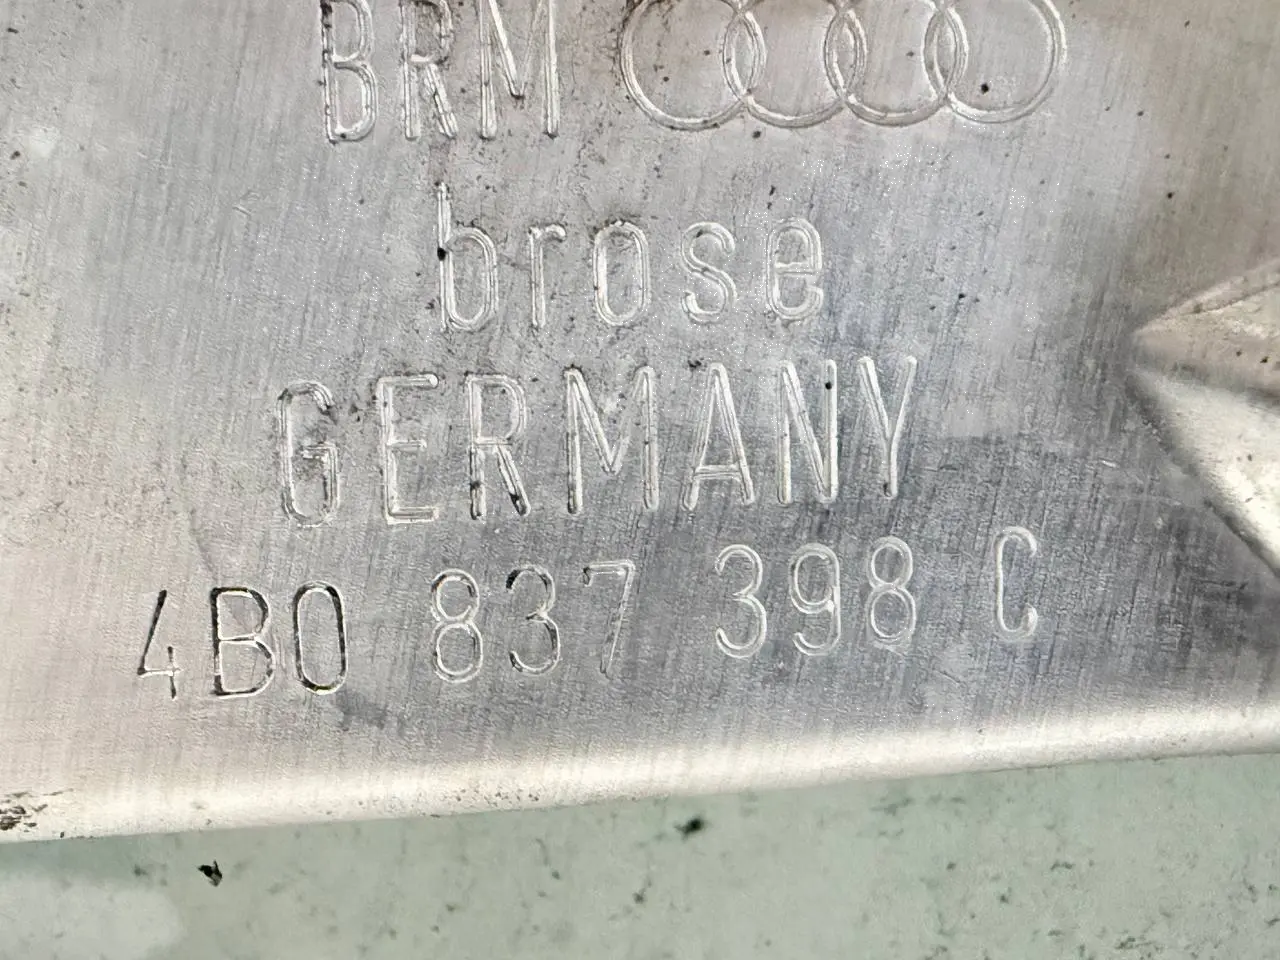 BRM
brose
GERMANY
4B0 837 398 C